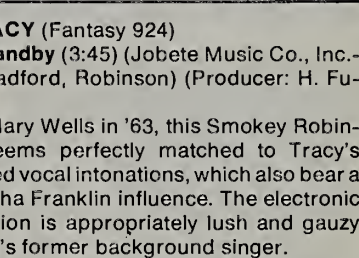 ACY (Fantasy 924)
andby (3:45) (Jobete Music Co., Inc.-
adford, Robinson) (Producer: H. Fu-
Mary Wells in '63, this Smokey Robin-
eems perfectly matched to Tracy's
ed vocal intonations, which also bear a
ha Franklin influence. The electronic
ion is appropriately lush and gauzy
's former background singer.